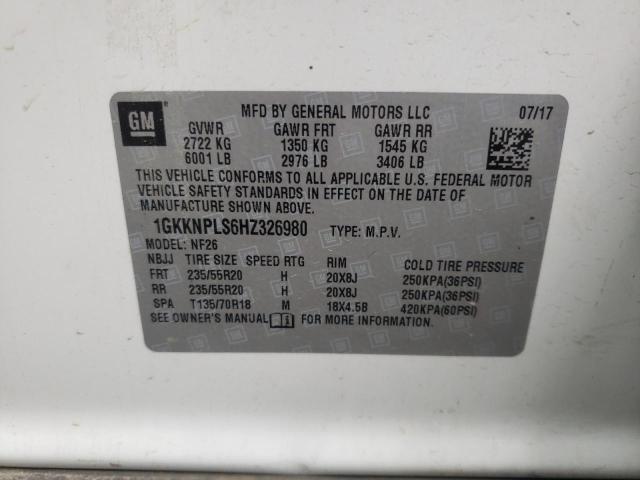 GM
MFD BY GENERAL MOTORS LLC 07/17
GVWR GAWR FRT GAWR RR
2722 KG 1350 KG 1545 KG
6001 LB 2976 LB 3406 LB
THIS VEHICLE CONFORMS TO ALL APPLICABLE U.S. FEDERAL MOTOR
VEHICLE SAFETY STANDARDS IN EFFECT ON THE DATE OF
MANUFACTURE SHOWN ABOVE.
1GKKNPLS6HZ326980 TYPE: M.P.V.
MODEL: NF26
NBJJ TIRE SIZE SPEED RTG RIM COLD TIRE PRESSURE
FRT 235/55R20 H 20X8J 250KPA(36PSI)
RR 235/55R20 H 20X8J 250KPA(36PSI)
SPA T135/70R18 M 18X4.5B 420KPA(60PSI)
SEE OWNER'S MANUAL FOR MORE INFORMATION.